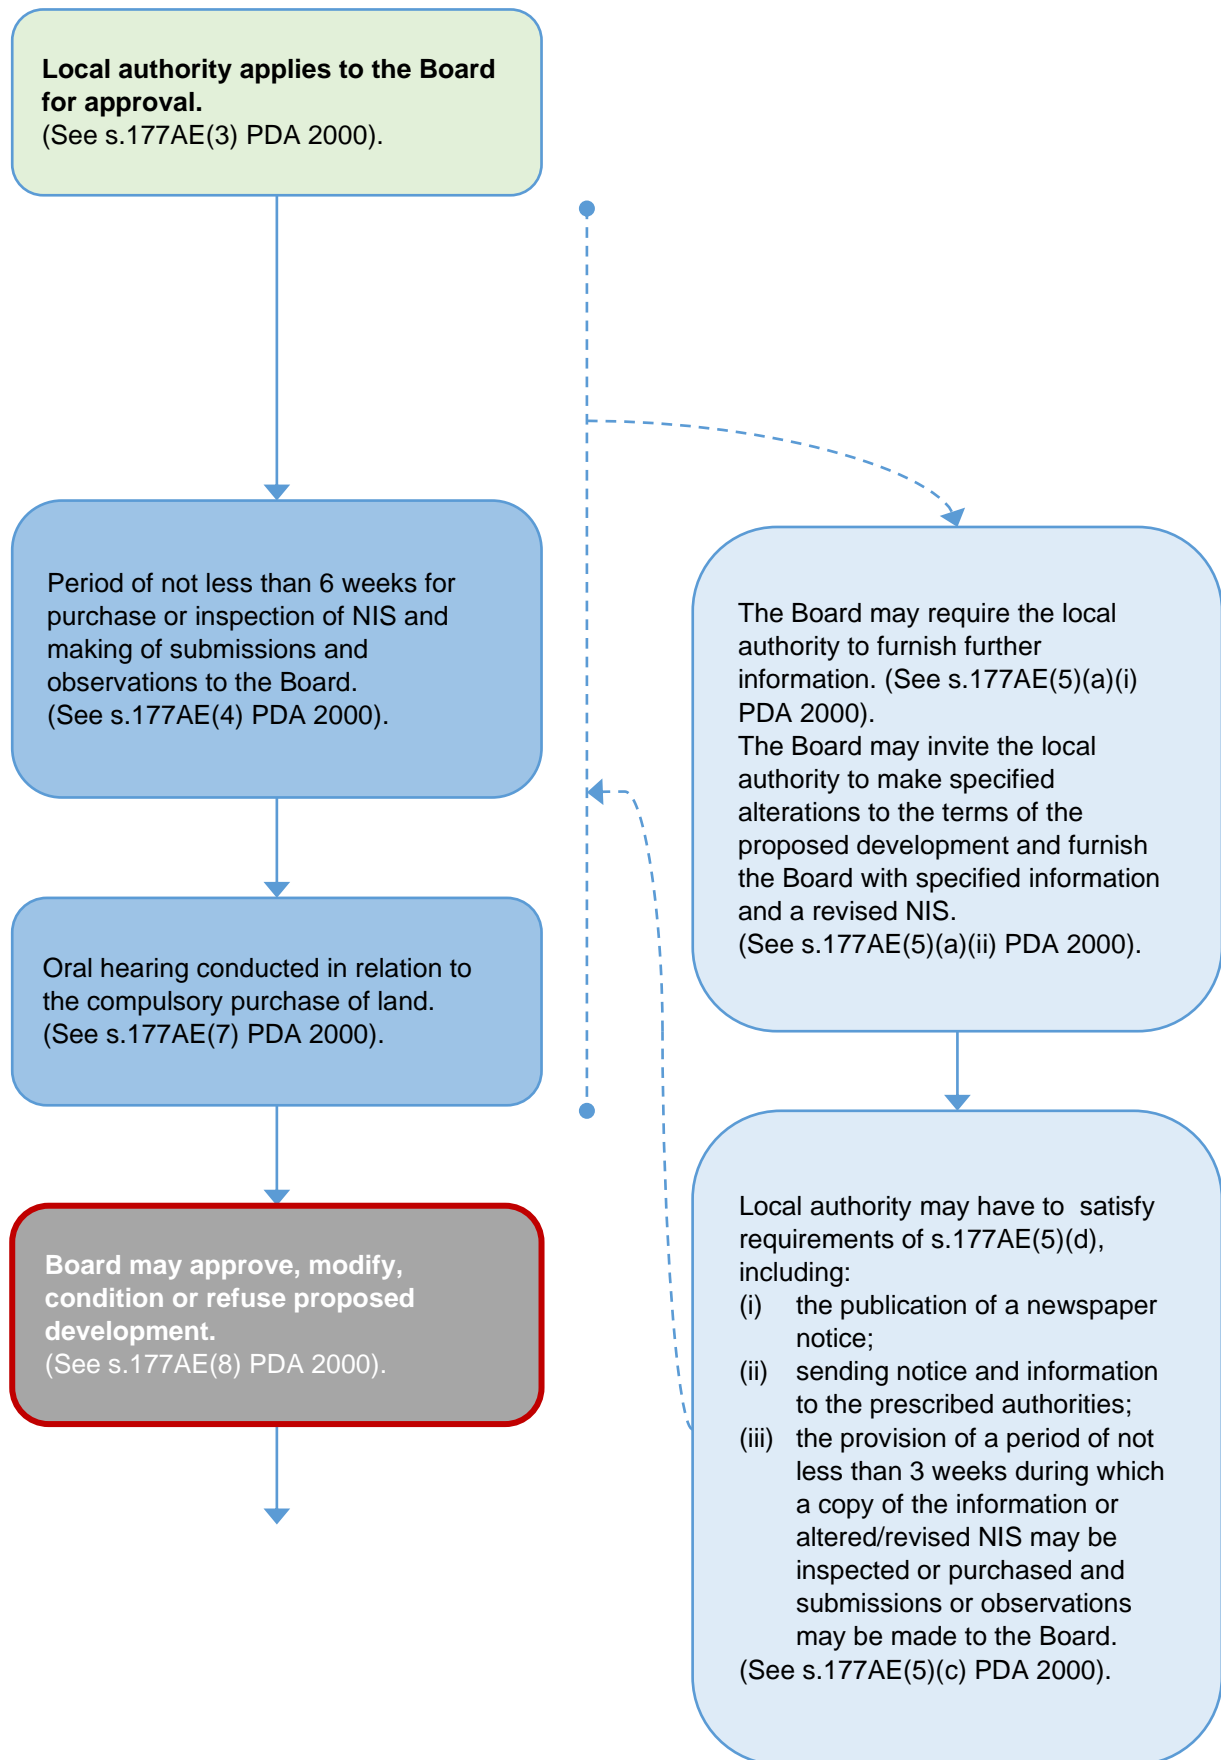 Local authority applies to the Board
for approval.
(See s.177AE(3) PDA 2000).
Period of not less than 6 weeks for
purchase or inspection of NIS and
making of submissions and
observations to the Board.
(See s.177AE(4) PDA 2000).
Oral hearing conducted in relation to
the compulsory purchase of land.
(See s.177AE(7) PDA 2000).
Board may approve, modify,
condition or refuse proposed
development.
(See s.177AE(8) PDA 2000).
The Board may require the local
authority to furnish further
information. (See s.177AE(5)(a)(i)
PDA 2000).
The Board may invite the local
authority to make specified
alterations to the terms of the
proposed development and furnish
the Board with specified information
and a revised NIS.
(See s.177AE(5)(a)(ii) PDA 2000).
Local authority may have to  satisfy
requirements of s.177AE(5)(d),
including:
(i) the publication of a newspaper
notice;
(ii) sending notice and information
to the prescribed authorities;
(iii) the provision of a period of not
less than 3 weeks during which
a copy of the information or
altered/revised NIS may be
inspected or purchased and
submissions or observations
may be made to the Board.
(See s.177AE(5)(c) PDA 2000).